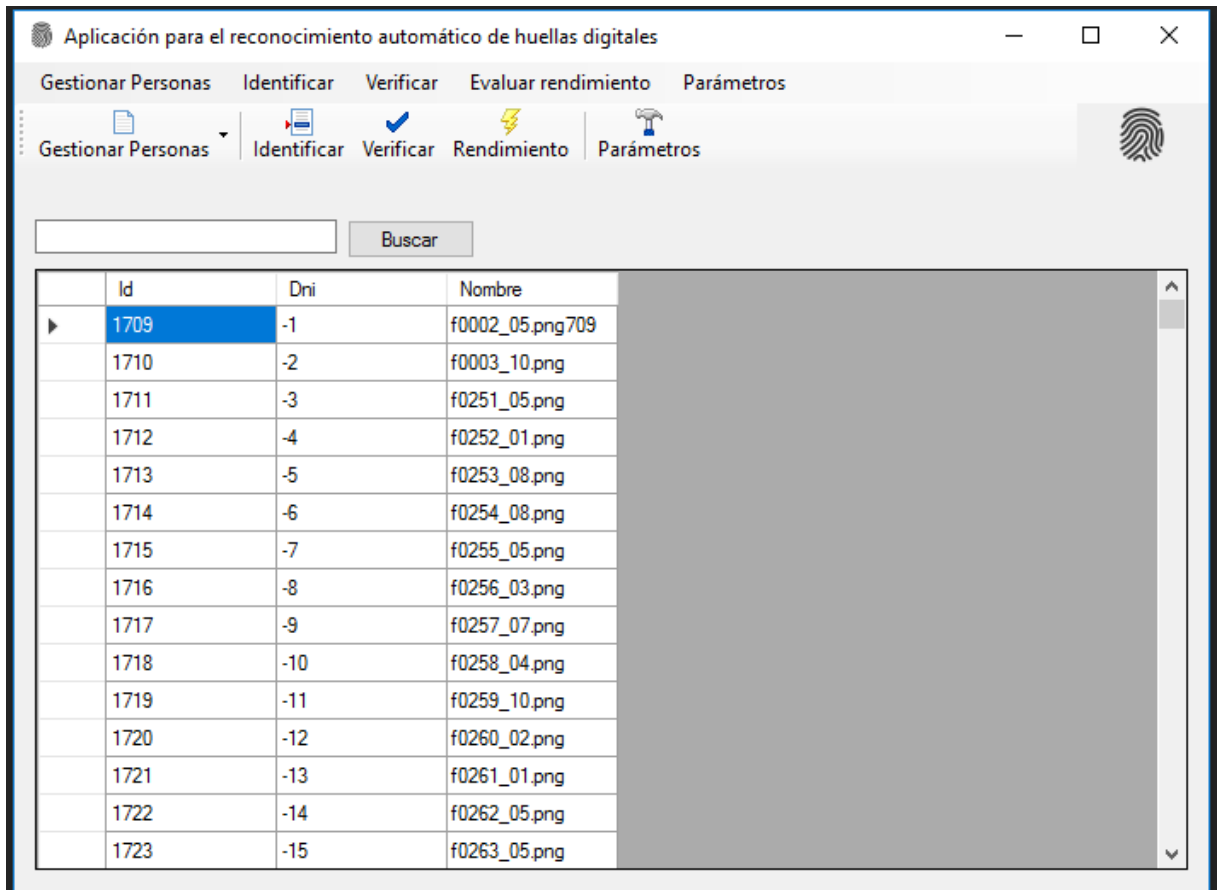 Aplicación para el reconocimiento automático de huellas digitales
Gestionar Personas Identificar Verificar Evaluar rendimiento Parámetros
Gestionar Personas Identificar Verificar Rendimiento Parámetros
Buscar
Id Dni Nombre
1709 -1 f0002_05.png709
1710 -2 f0003_10.png
1711 -3 f0251_05.png
1712 -4 f0252_01.png
1713 -5 f0253_08.png
1714 -6 f0254_08.png
1715 -7 f0255_05.png
1716 -8 f0256_03.png
1717 -9 f0257_07.png
1718 -10 f0258_04.png
1719 -11 f0259_10.png
1720 -12 f0260_02.png
1721 -13 f0261_01.png
1722 -14 f0262_05.png
1723 -15 f0263_05.png